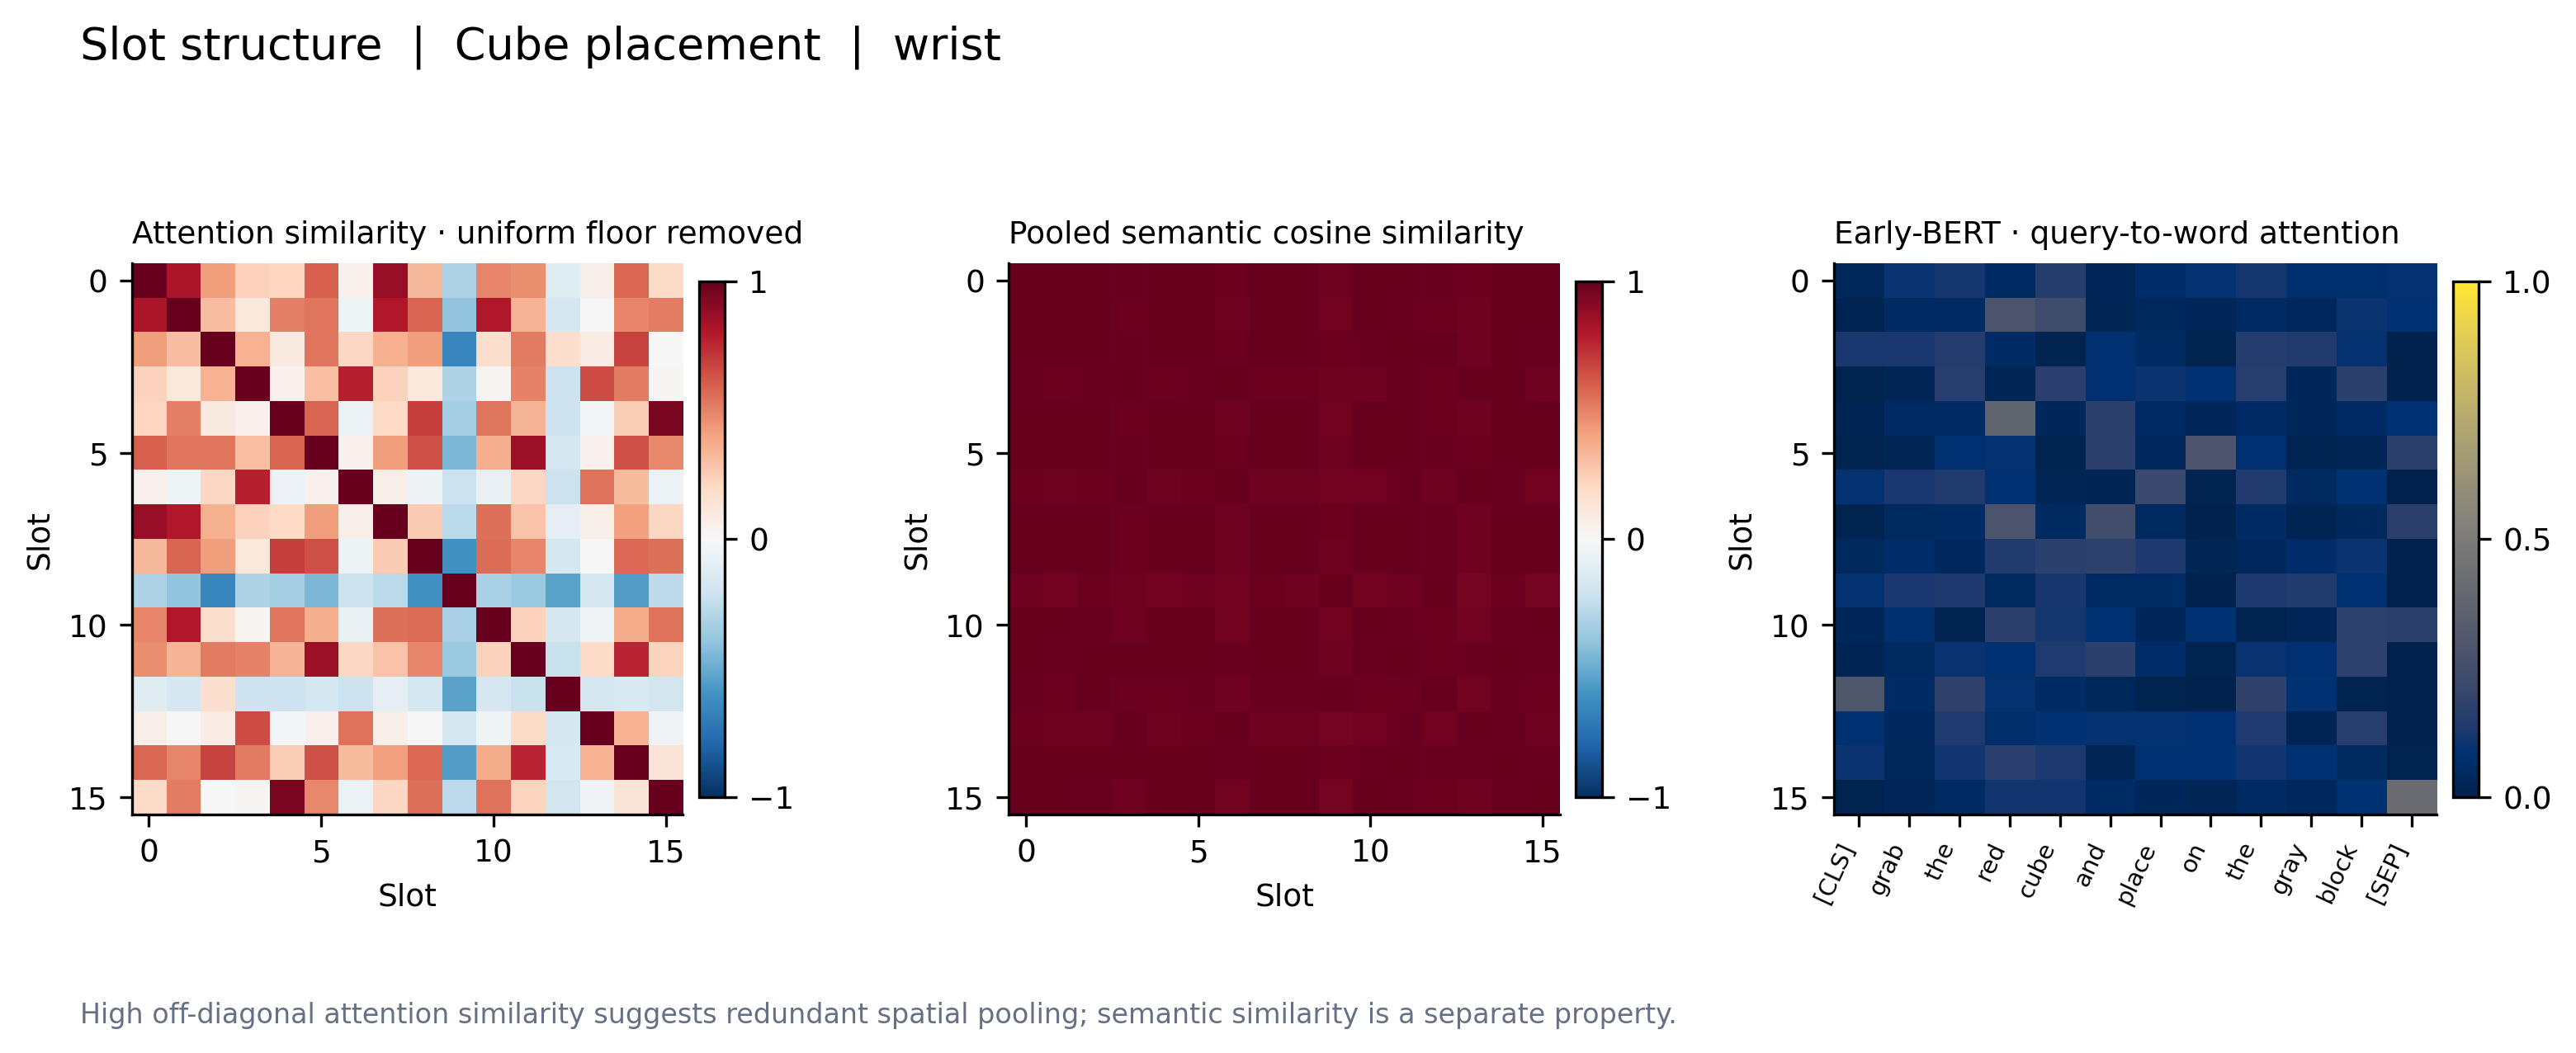 Slot structure | Cube placement | wrist
Attention similarity · uniform floor removed
0
5
10
15
Slot
0
5
10
15
Slot
1
0
−1
Pooled semantic cosine similarity
0
5
10
15
Slot
0
5
10
15
Slot
1
0
−1
Early-BERT · query-to-word attention
0
5
10
15
Slot
[CLS]
grab
the
red
cube
and
place
on
the
gray
block
[SEP]
1.0
0.5
0.0
High off-diagonal attention similarity suggests redundant spatial pooling; semantic similarity is a separate property.